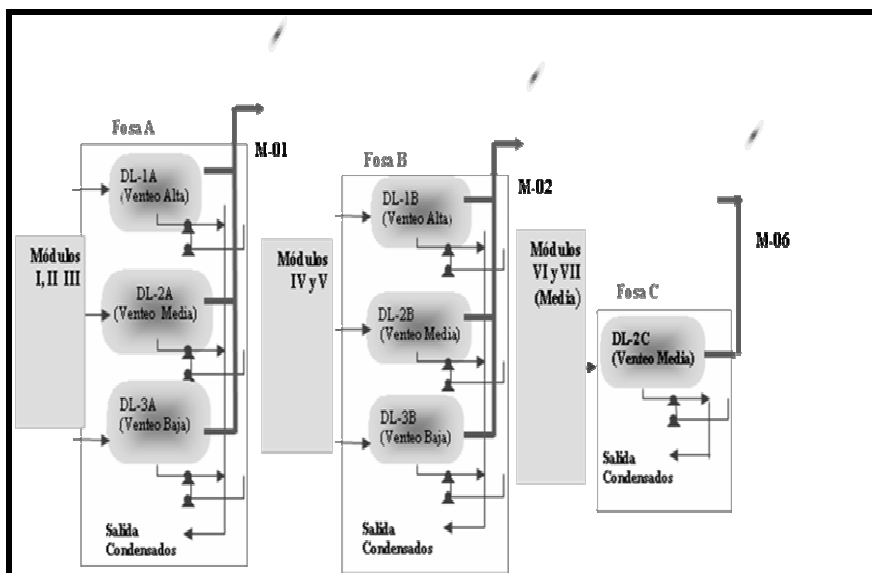 Fosa A
M-01
DL-1A
(Venteo Alta)
Módulos
I, II III
DL-2A
(Venteo Media)
DL-3A
(Venteo Baja)
Salida
Condensados
Fosa B
M-02
DL-1B
(Venteo Alta)
Módulos
IV y V
DL-2B
(Venteo Media)
DL-3B
(Venteo Baja)
Salida
Condensados
Módulos
VI y VII
(Media)
M-06
Fosa C
DL-2C
(Venteo Media)
Salida
Condensados